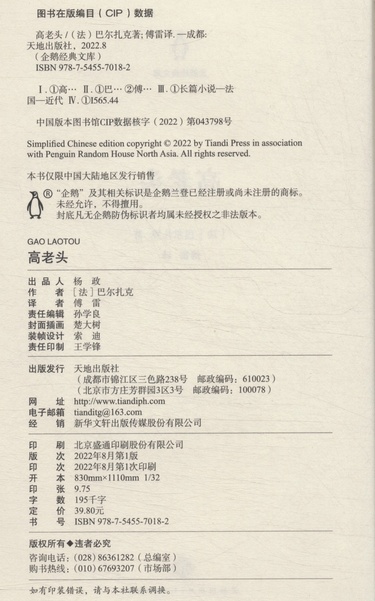 图书在版编目（CIP）数据
高老头/（法）巴尔扎克著；傅雷译. —成都：
天地出版社，2022.8
（企鹅经典文库）
ISBN 978-7-5455-7018-2
Ⅰ.①高… Ⅱ.①巴… ②傅… Ⅲ.①长篇小说—法
国—近代 Ⅳ.①I565.44
中国版本图书馆CIP数据核字（2022）第043798号
Simplified Chinese edition copyright © 2022 by Tiandi Press in association
with Penguin Random House North Asia. All rights reserved.
本书仅限中国大陆地区发行销售
® “企鹅”及其相关标识是企鹅兰登已经注册或尚未注册的商标。
未经允许，不得擅用。
封底凡无企鹅防伪标识者均属未经授权之非法版本。
GAO LAOTOU
高老头
出品人 杨政
作者 ［法］巴尔扎克
译者 傅雷
责任编辑 孙学良
封面插画 楚大树
装帧设计 索迪
责任印制 王学锋
出版发行 天地出版社
（成都市锦江区三色路238号 邮政编码：610023）
（北京市方庄芳群园3区3号 邮政编码：100078）
网址 http://www.tiandiph.com
电子邮箱 tianditg@163.com
经销 新华文轩出版传媒股份有限公司
印刷 北京盛通印刷股份有限公司
版次 2022年8月第1版
印次 2022年8月第1次印刷
开本 830mm×1110mm 1/32
印张 9.75
字数 195千字
定价 39.80元
书号 ISBN 978-7-5455-7018-2
版权所有◆违者必究
咨询电话：（028）86361282（总编室）
购书热线：（010）67693207（市场部）
如有印装错误，请与本社联系调换。